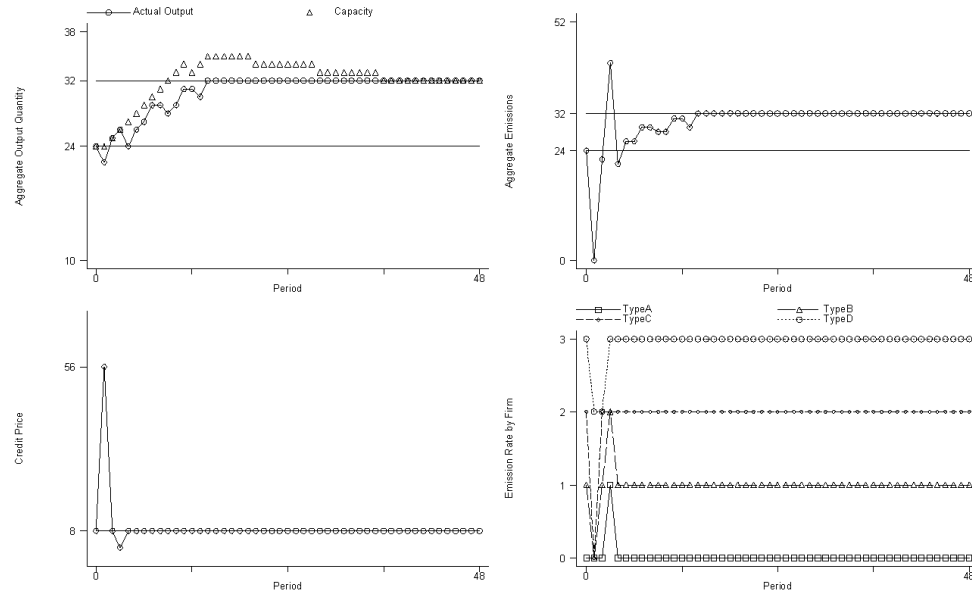 Actual Output
Capacity
38
32
24
10
Aggregate Output Quantity
0
48
Period
52
32
24
0
Aggregate Emissions
0
48
Period
56
8
Credit Price
0
48
Period
TypeA
TypeB
TypeC
TypeD
3
2
1
0
Emission Rate by Firm
0
48
Period